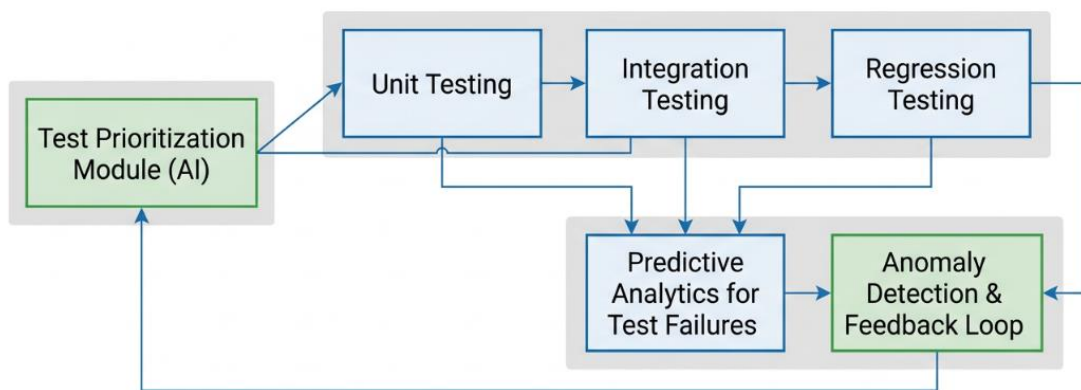 Unit Testing
Integration
Testing
Regression
Testing
Test Prioritization
Module (AI)
Predictive
Analytics for
Test Failures
Anomaly
Detection &
Feedback Loop